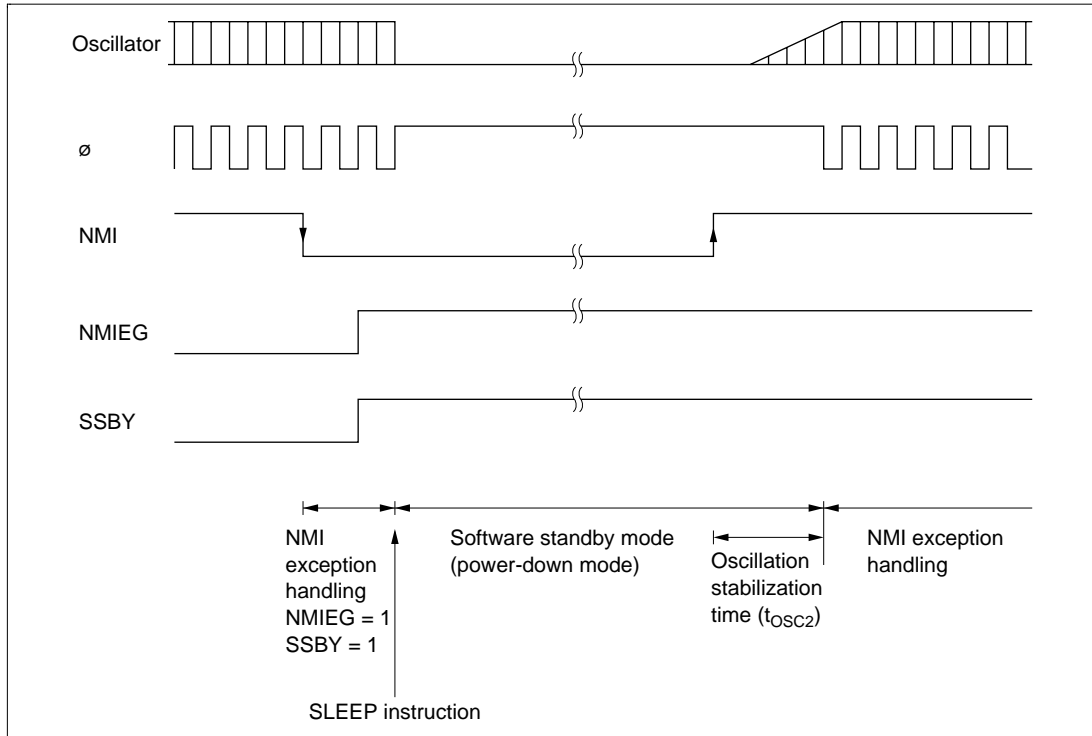 Oscillator
ø
NMI
NMIEG
SSBY
NMI
exception
handling
NMIEG = 1
SSBY = 1
Software standby mode
(power-down mode)
Oscillation
stabilization
time (tOSC2)
NMI exception
handling
SLEEP instruction